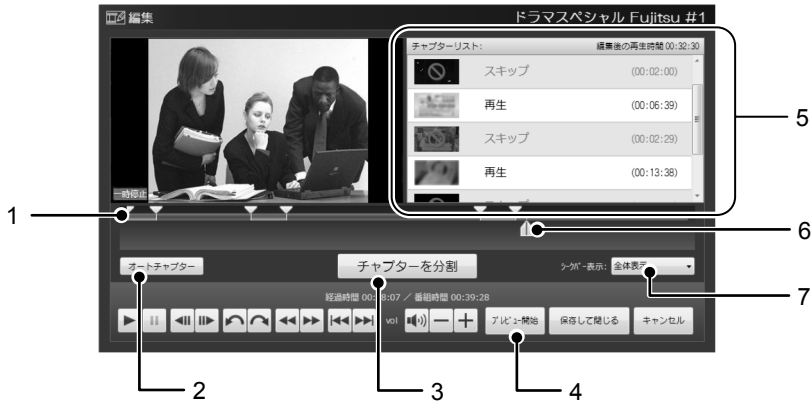 編集
ドラマスペシャル Fujitsu #1
チャプターリスト:
編集後の再生時間 00:32:30
スキップ
(00:02:00)
再生
(00:06:39)
スキップ
(00:02:29)
再生
(00:13:38)
5
一時停止
1
6
オートチャプター
チャプターを分割
シークバー表示:
全体表示
7
経過時間 00:28:07 / 番組時間 00:39:28
vol
プレビュー開始
保存して閉じる
キャンセル
2
3
4